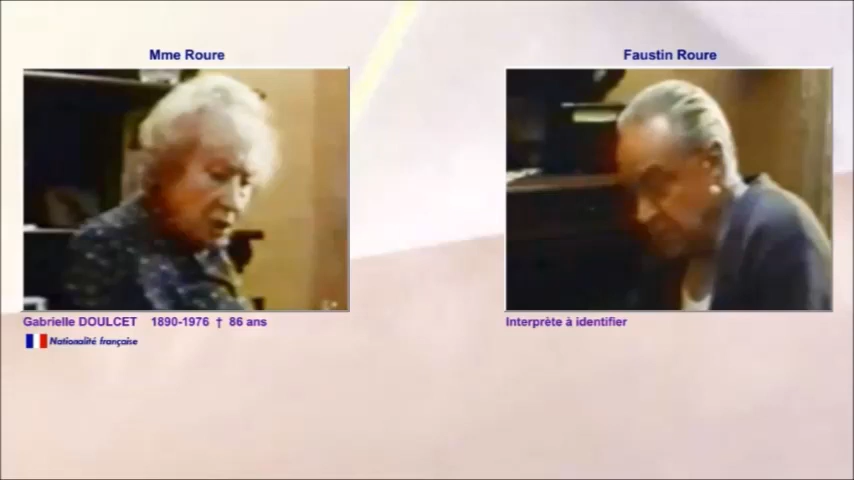 Mme Roure
Faustin Roure
Gabrielle DOULCET 1890-1976 † 86 ans
Interprète à identifier
Nationalité française